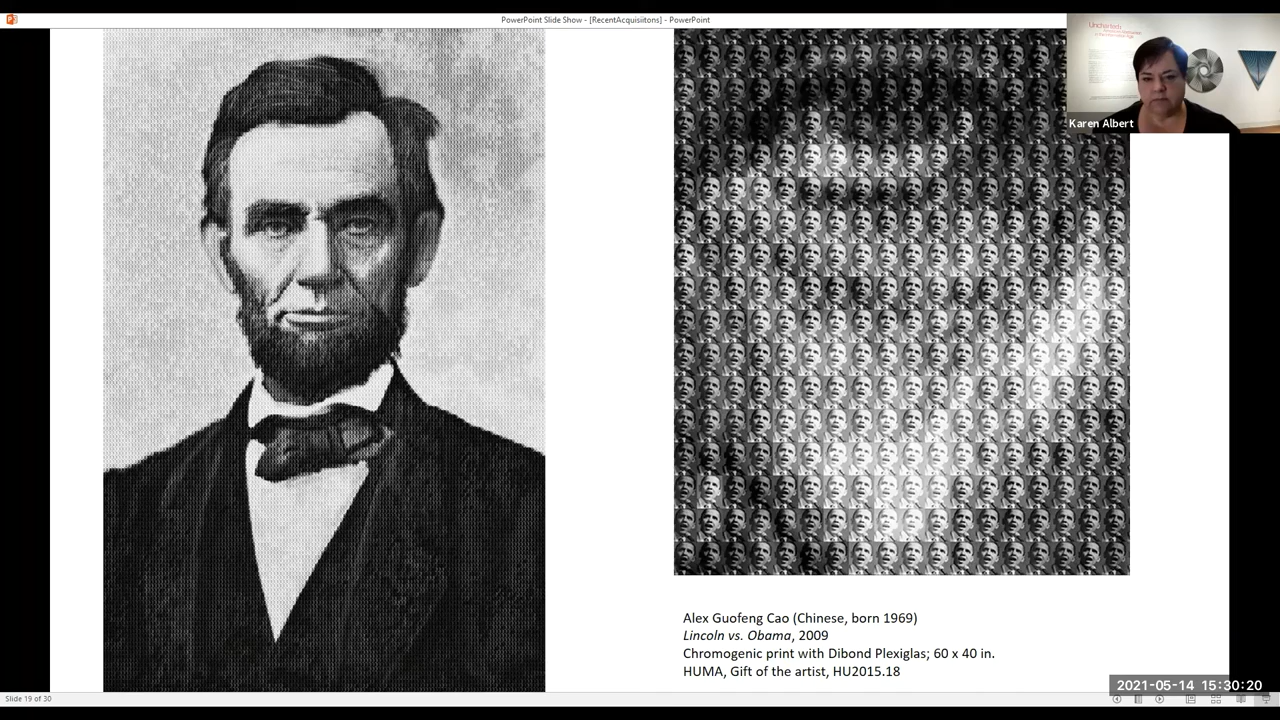 PowerPoint Slide Show - [RecentAcquisiitons] - PowerPoint
Uncharted:
Karen Albert
Alex Guofeng Cao (Chinese, born 1969)
Lincoln vs. Obama, 2009
Chromogenic print with Dibond Plexiglas; 60 x 40 in.
HUMA, Gift of the artist, HU2015.18
2021-05-14 15:30:20
Slide 19 of 30